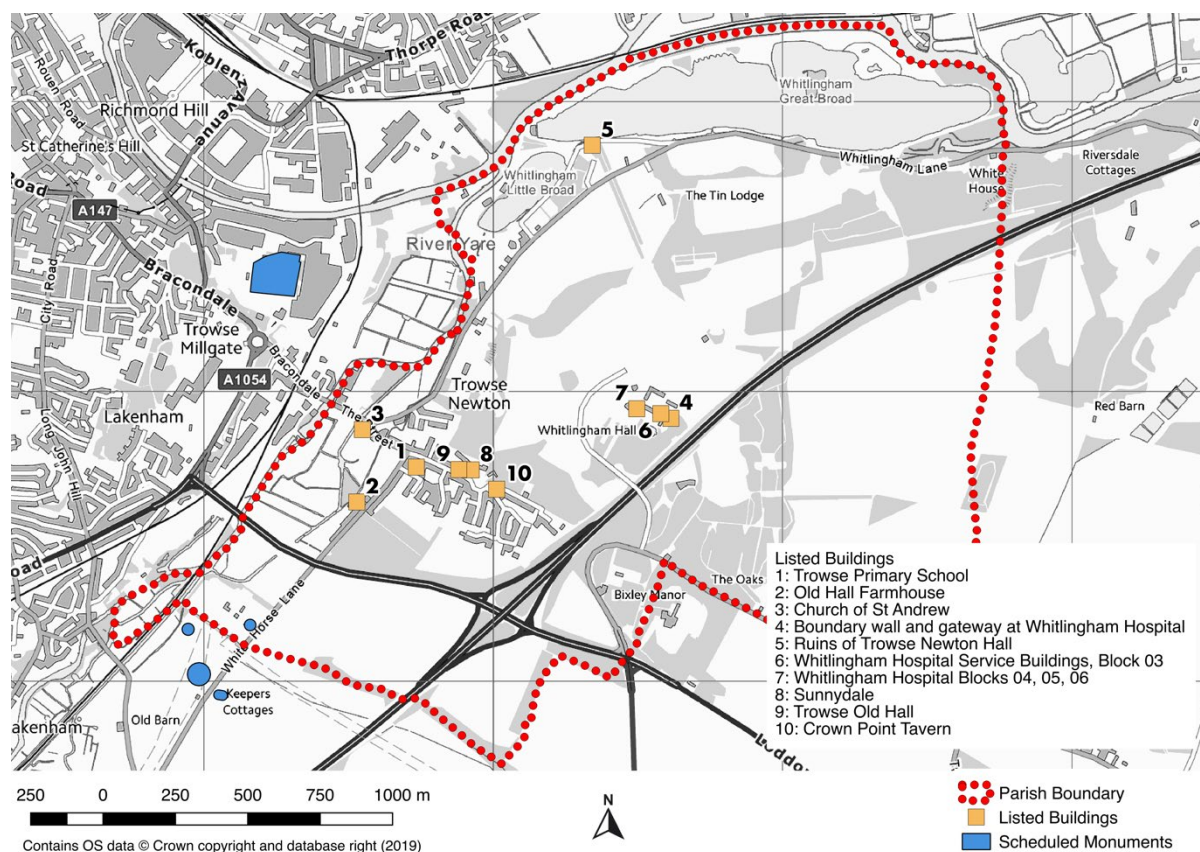 Koblenz Avenue
Thorpe Road
Rouen Road
Richmond Hill
St Catherine's Hill
Road
A147
Whitlingham
Great Broad
5
Whitlingham
Little Broad
Whitlingham Lane
White
House
Riversdale
Cottages
The Tin Lodge
River Yare
City Road
Bracondale
Trowse
Millgate
A1054
Bracondale
The Street
Trowse
Newton
Lakenham
Long John Hill
3
1
9
8
10
2
7
4
6
Whitlingham Hall
Red Barn
Road
White Horse Lane
The Oaks
Bixley Manor
Keepers
Cottages
Old Barn
akenham
Loddo
Listed Buildings
1: Trowse Primary School
2: Old Hall Farmhouse
3: Church of St Andrew
4: Boundary wall and gateway at Whitlingham Hospital
5: Ruins of Trowse Newton Hall
6: Whitlingham Hospital Service Buildings, Block 03
7: Whitlingham Hospital Blocks 04, 05, 06
8: Sunnydale
9: Trowse Old Hall
10: Crown Point Tavern
250 0 250 500 750 1000 m
N
Parish Boundary
Listed Buildings
Scheduled Monuments
Contains OS data © Crown copyright and database right (2019)